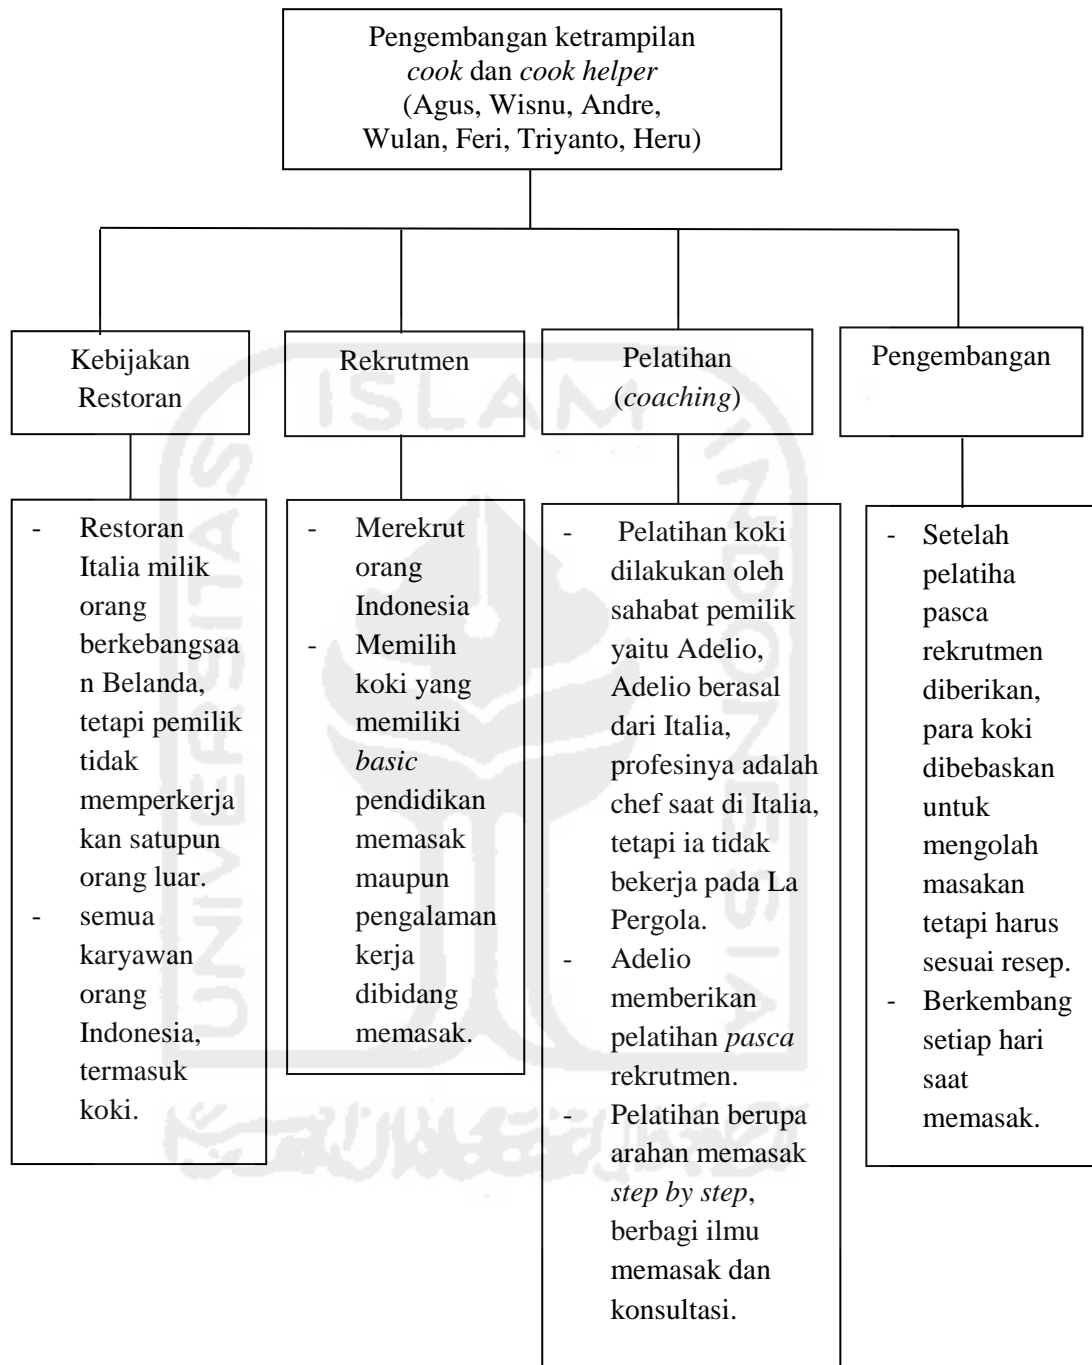 Pengembangan ketrampilan
cook dan cook helper
(Agus, Wisnu, Andre,
Wulan, Feri, Triyanto, Heru)
Kebijakan
Restoran
Rekrutmen
Pelatihan
(coaching)
Pengembangan
- Restoran
Italia milik
orang
berkebangsaa
n Belanda,
tetapi pemilik
tidak
memperkerja
kan satupun
orang luar.
- semua
karyawan
orang
Indonesia,
termasuk
koki.
- Merekrut
orang
Indonesia
- Memilih
koki yang
memiliki
basic
pendidikan
memasak
maupun
pengalaman
kerja
dibidang
memasak.
- Pelatihan koki
dilakukan oleh
sahabat pemilik
yaitu Adelio,
Adelio berasal
dari Italia,
profesinya adalah
chef saat di Italia,
tetapi ia tidak
bekerja pada La
Pergola.
- Adelio
memberikan
pelatihan pasca
rekrutmen.
- Pelatihan berupa
arahan memasak
step by step,
berbagi ilmu
memasak dan
konsultasi.
- Setelah
pelatiha
pasca
rekrutmen
diberikan,
para koki
dibebaskan
untuk
mengolah
masakan
tetapi harus
sesuai resep.
- Berkembang
setiap hari
saat
memasak.
UNIVERSITAS
ISLAM
INDONESIA